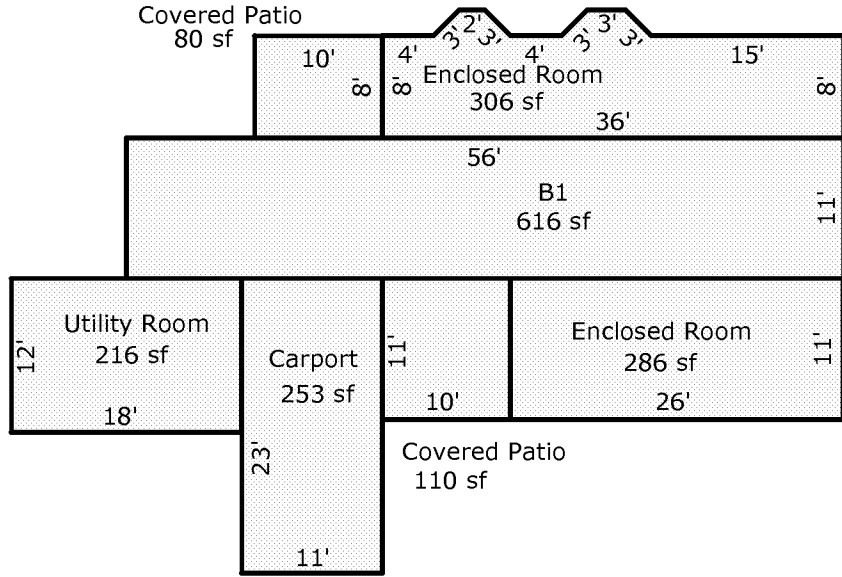 Covered Patio
80 sf
2' 3'
3' 3' 3' 3'
10' 4' 4' 15'
8' 8' Enclosed Room 8'
306 sf
36'
56'
B1
616 sf
11'
Utility Room
216 sf
12'
18'
Carport
253 sf
23'
11'
11'
10'
Covered Patio
110 sf
Enclosed Room
286 sf
11'
26'